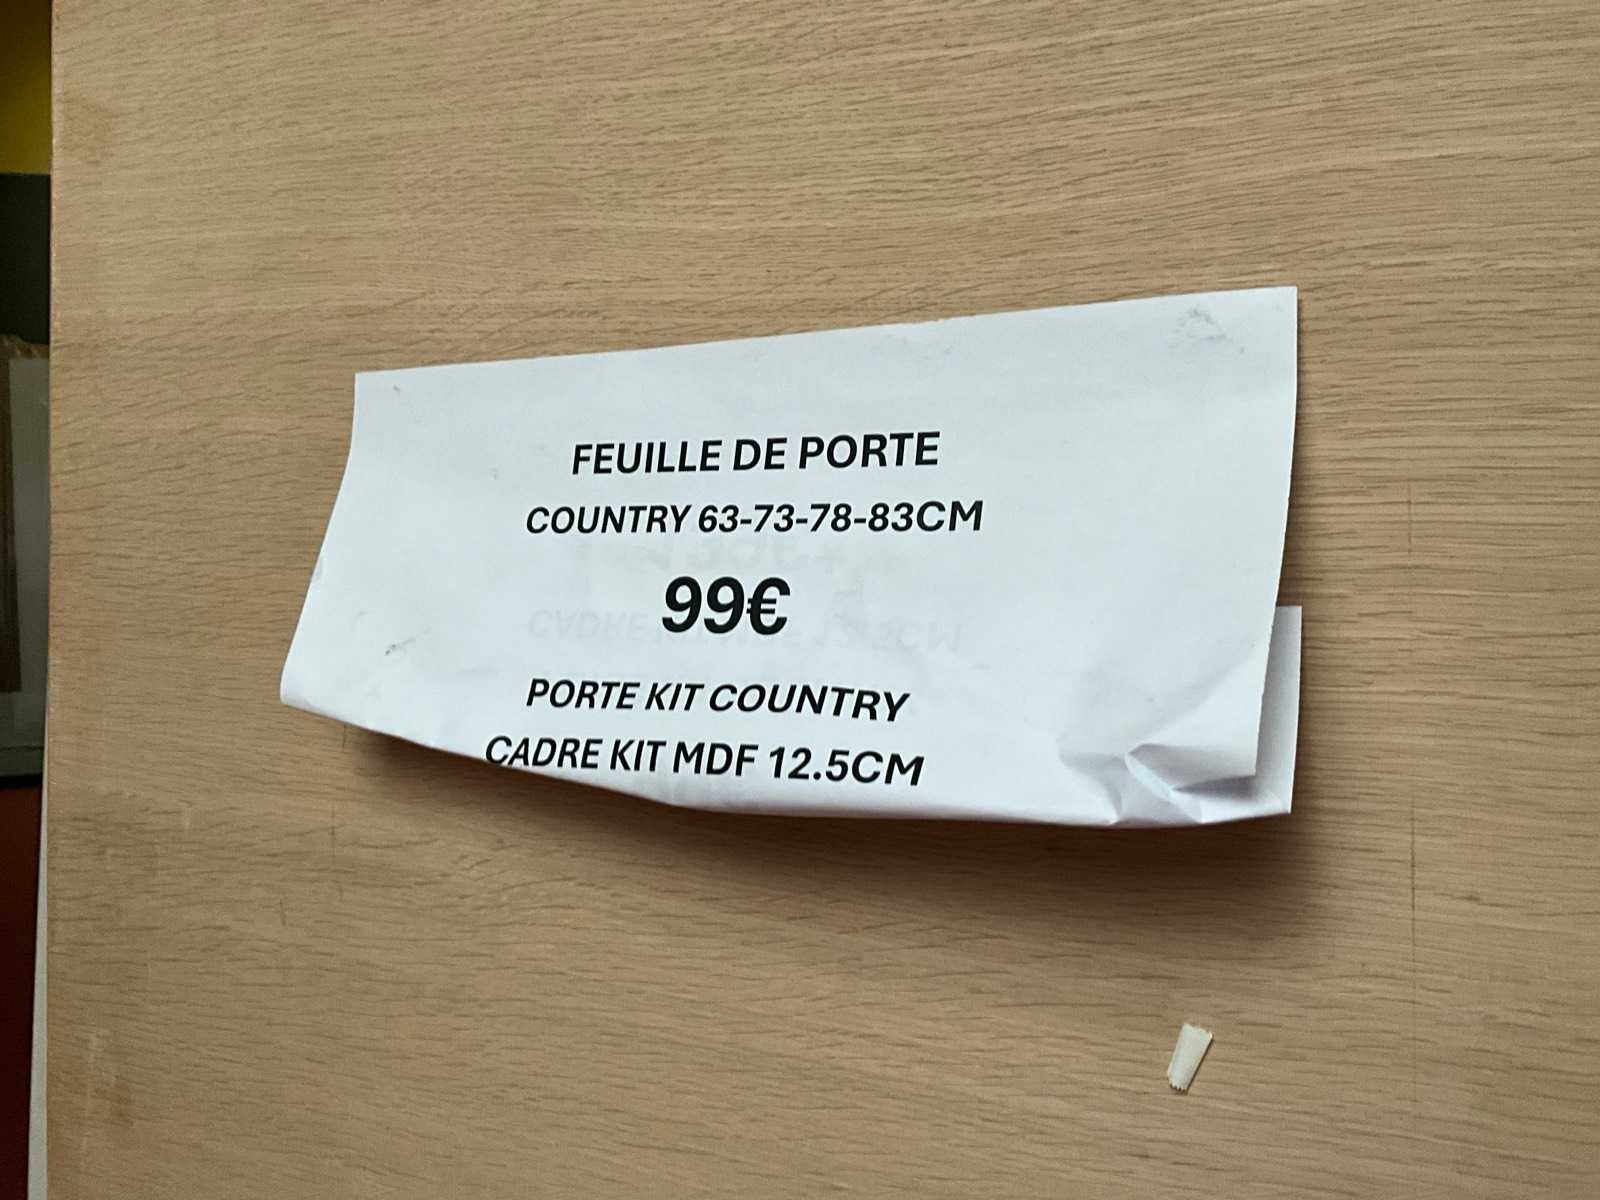 FEUILLE DE PORTE
COUNTRY 63-73-78-83CM
99€
PORTE KIT COUNTRY
CADRE KIT MDF 12.5CM